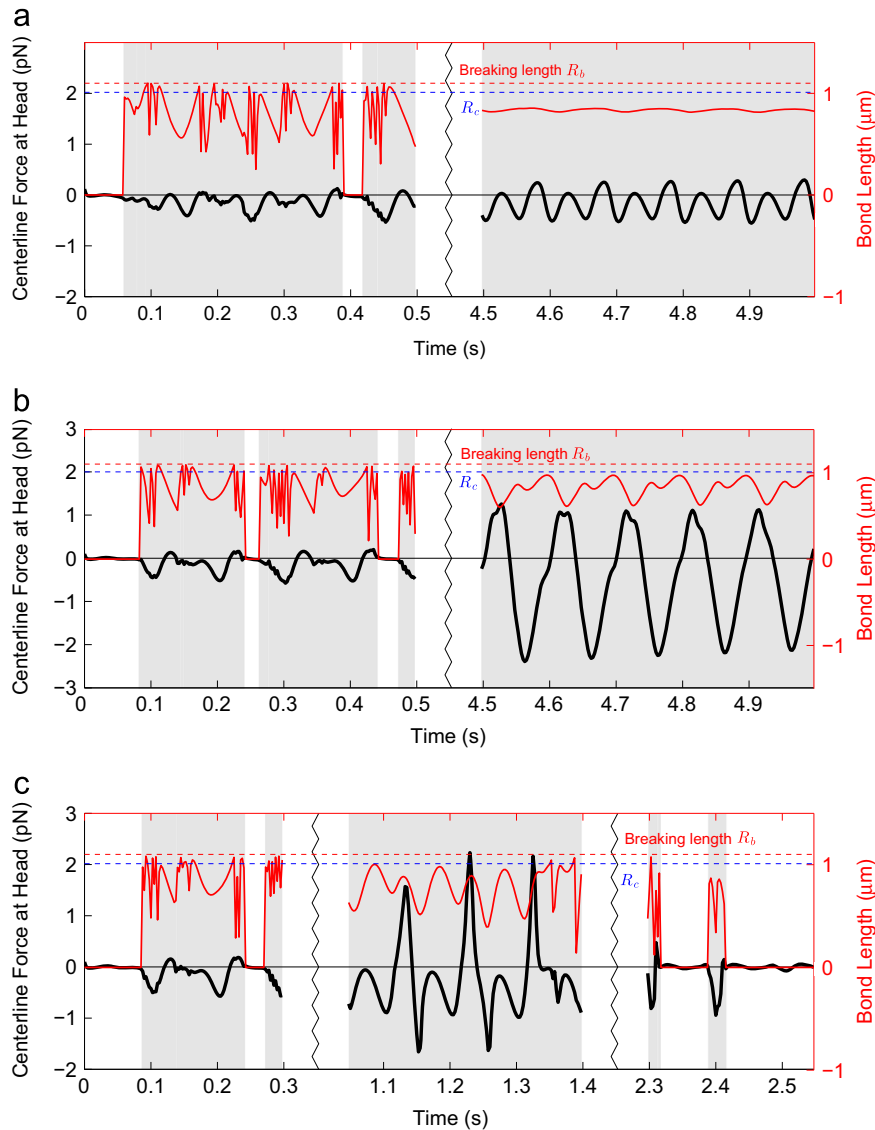 a
Centerline Force at Head (pN)
2
1
0
−1
−2
Breaking length R_b
R_c
1
0
−1
Bond Length (μm)
0 0.1 0.2 0.3 0.4 0.5 4.5 4.6 4.7 4.8 4.9
Time (s)
b
Centerline Force at Head (pN)
3
2
1
0
−1
−2
−3
Breaking length R_b
R_c
1
0
−1
Bond Length (μm)
0 0.1 0.2 0.3 0.4 0.5 4.5 4.6 4.7 4.8 4.9
Time (s)
c
Centerline Force at Head (pN)
3
2
1
0
−1
−2
Breaking length R_b
R_c
1
0
−1
Bond Length (μm)
0 0.1 0.2 0.3 1.1 1.2 1.3 1.4 2.3 2.4 2.5
Time (s)